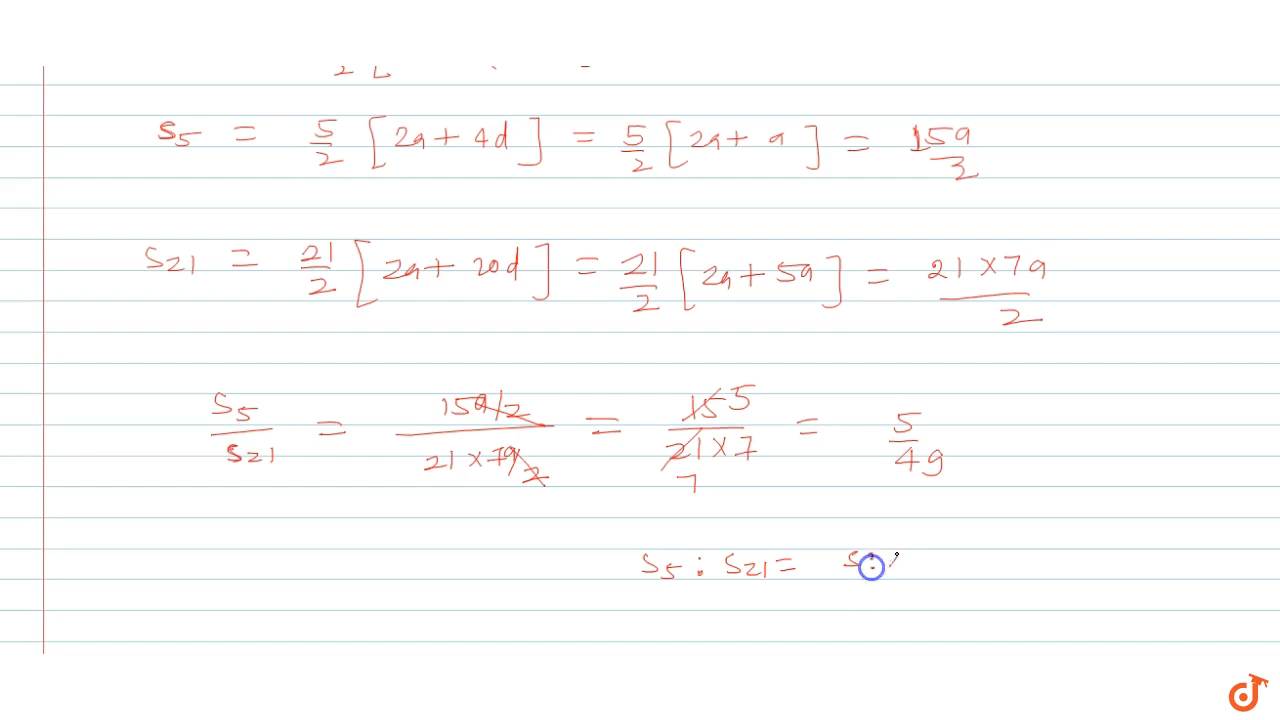 S5 = 5/2 [2a + 4d] = 5/2 [2a + a] = 15a/2
S21 = 21/2 [2a + 20d] = 21/2 [2a + 5a] = 21 × 7a/2
S5/S21 = 15a/2 / 21 × 7a/2 = 15 5 / 21 × 7 7 = 5/49
S5 : S21 = 5 :